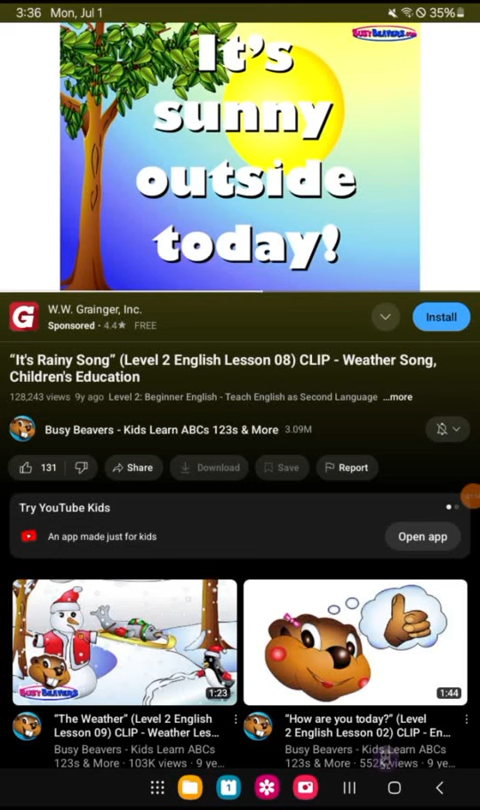 3:36 Mon, Jul 1
35%
BUSYBEAVERS.com
It's
sunny
outside
today!
G
W.W. Grainger, Inc.
Sponsored • 4.4★ FREE
Install
“It's Rainy Song” (Level 2 English Lesson 08) CLIP - Weather Song,
Children's Education
128,243 views 9y ago Level 2: Beginner English - Teach English as Second Language ...more
Busy Beavers - Kids Learn ABCs 123s & More 3.09M
131
Share
Download
Save
Report
Try YouTube Kids
An app made just for kids
Open app
BUSYBEAVERS
1:23
1:44
“The Weather” (Level 2 English
Lesson 09) CLIP - Weather Les...
Busy Beavers - Kids Learn ABCs
123s & More · 103K views · 9 ye...
“How are you today?” (Level
2 English Lesson 02) CLIP - En...
Busy Beavers - Kids Learn ABCs
123s & More · views · 9 ye...
1